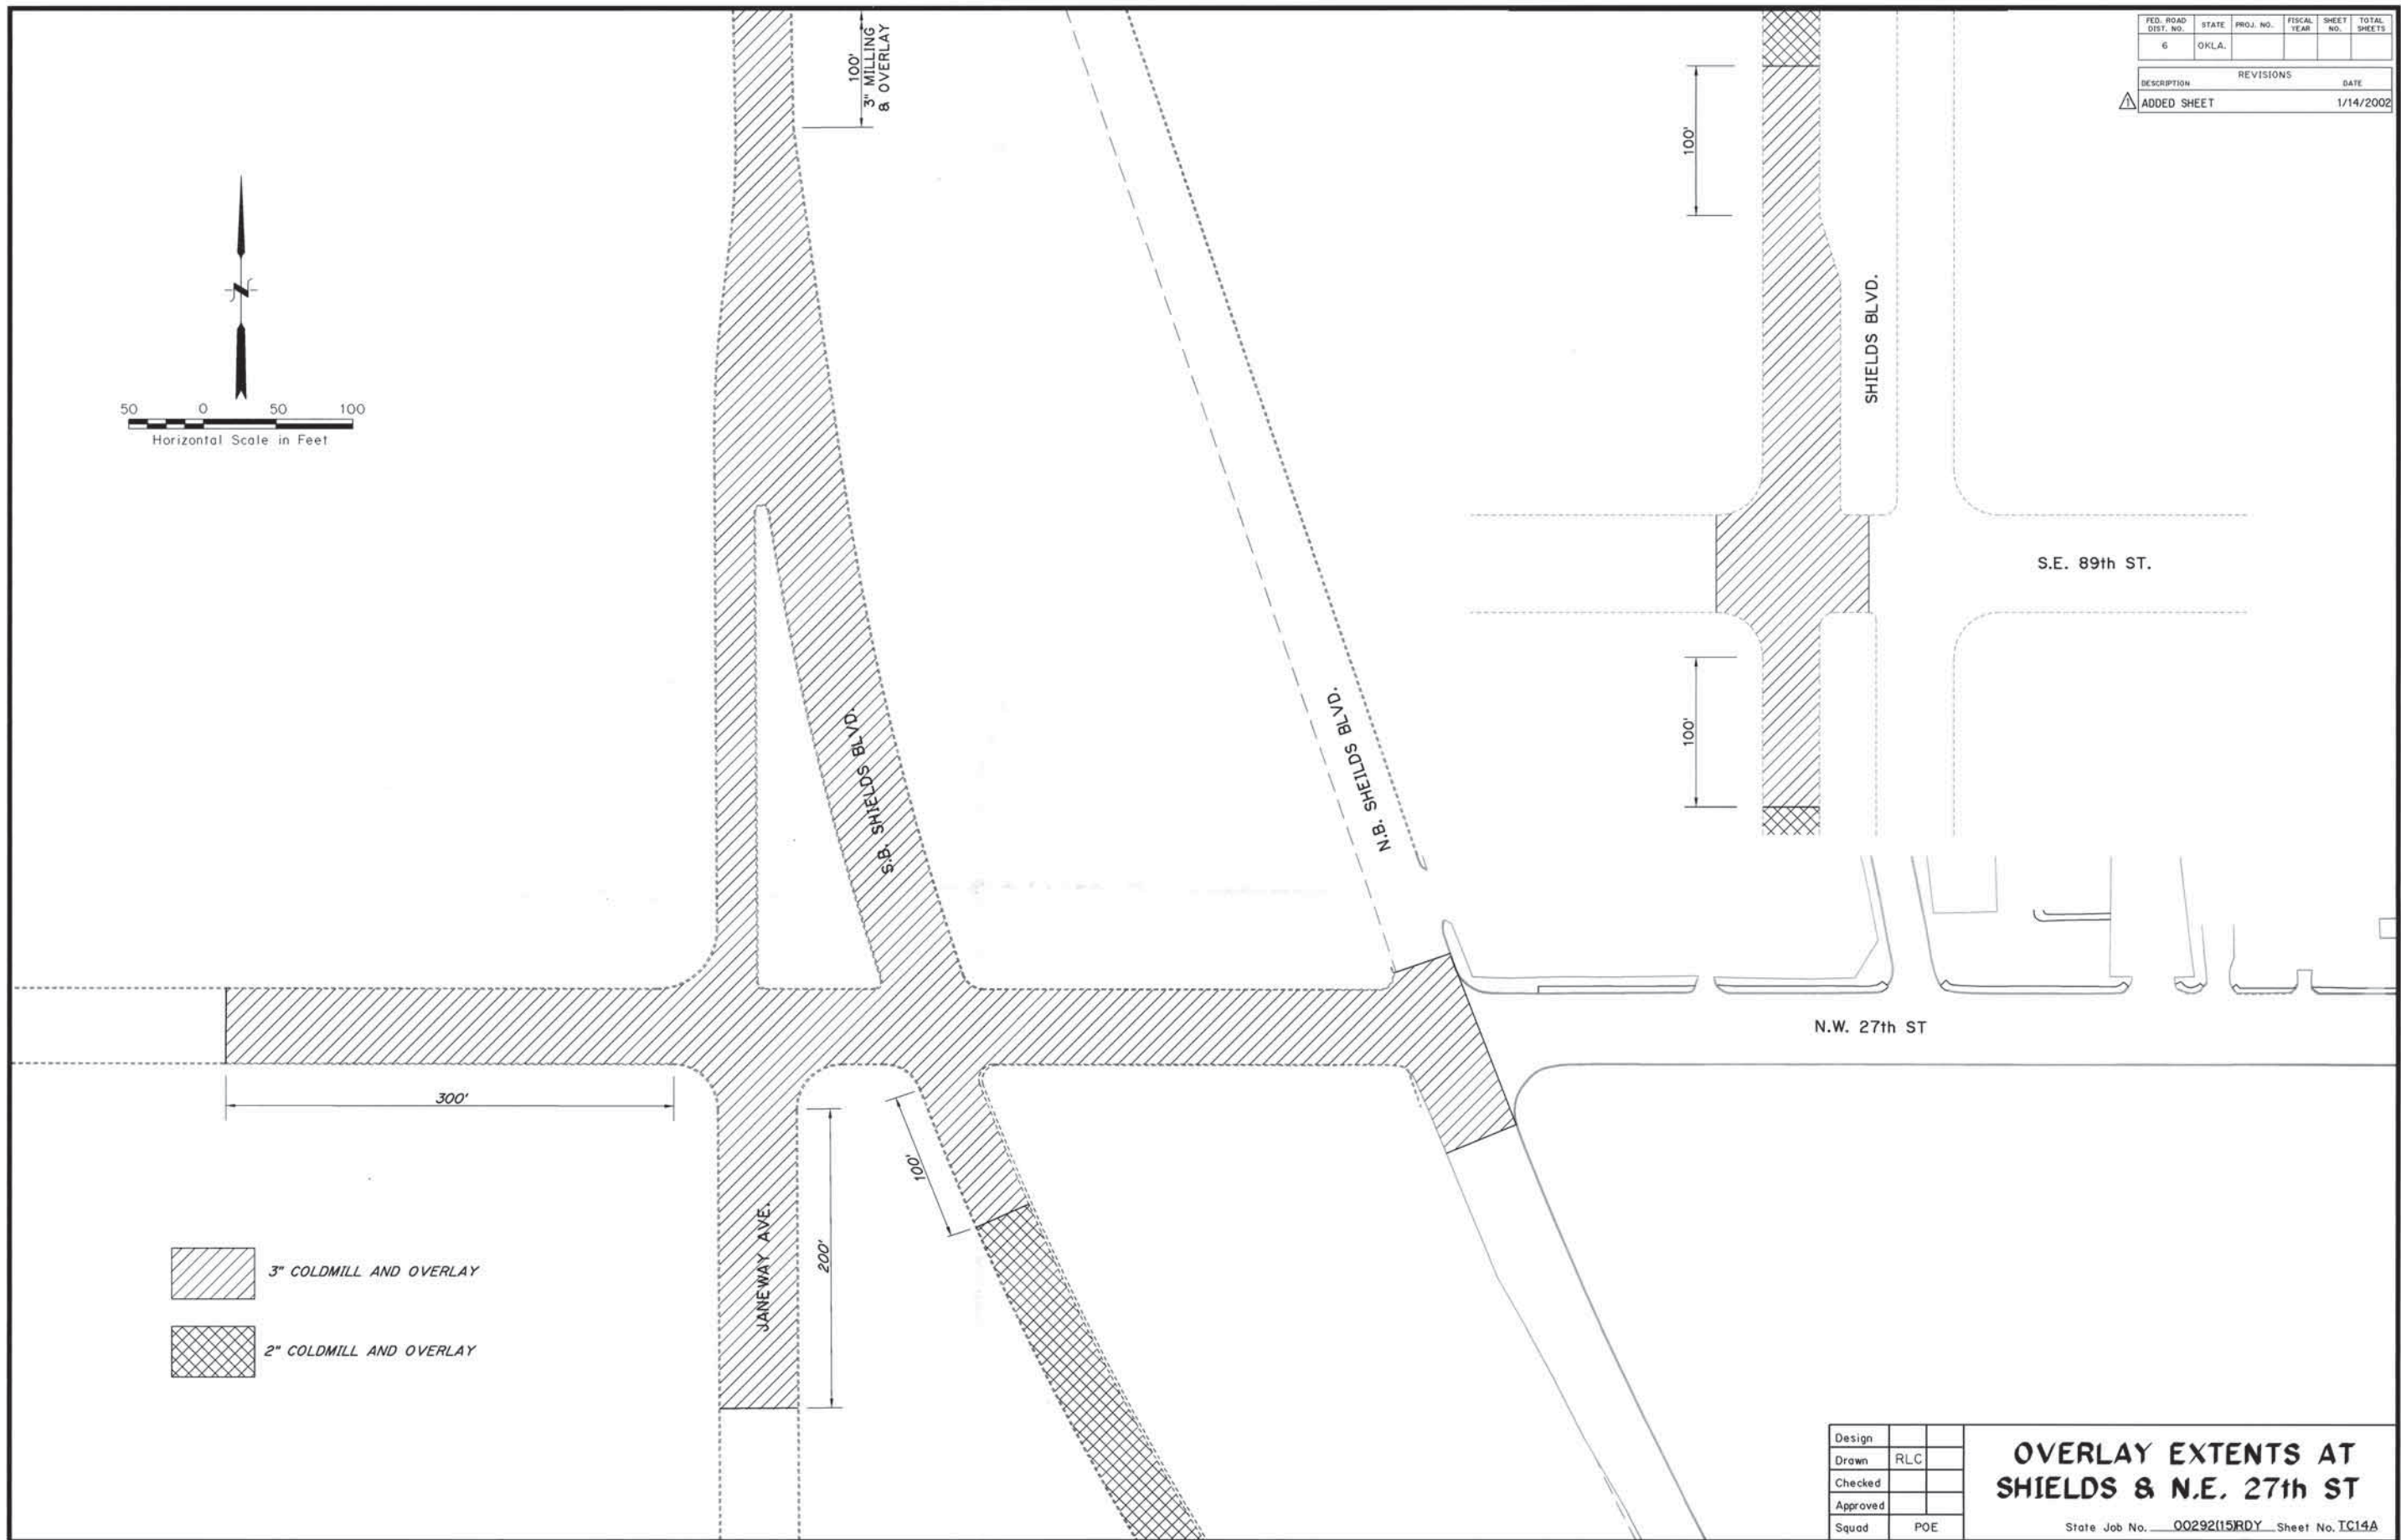 FED. ROAD DIST. NO. STATE PROJ. NO. FISCAL YEAR SHEET NO. TOTAL SHEETS
6 OKLA.
REVISIONS
DESCRIPTION DATE
1 ADDED SHEET 1/14/2002
100'
3" MILLING
& OVERLAY
N
50 0 50 100
Horizontal Scale in Feet
100'
SHIELDS BLVD.
S.E. 89th ST.
100'
S.B. SHIELDS BLVD.
N.B. SHEILDS BLVD.
N.W. 27th ST
300'
100'
200'
JANEWAY AVE.
3" COLDMILL AND OVERLAY
2" COLDMILL AND OVERLAY
Design
Drawn RLC
Checked
Approved
Squad POE
OVERLAY EXTENTS AT
SHIELDS & N.E. 27th ST
State Job No. 00292(15)RDY Sheet No. TC14A